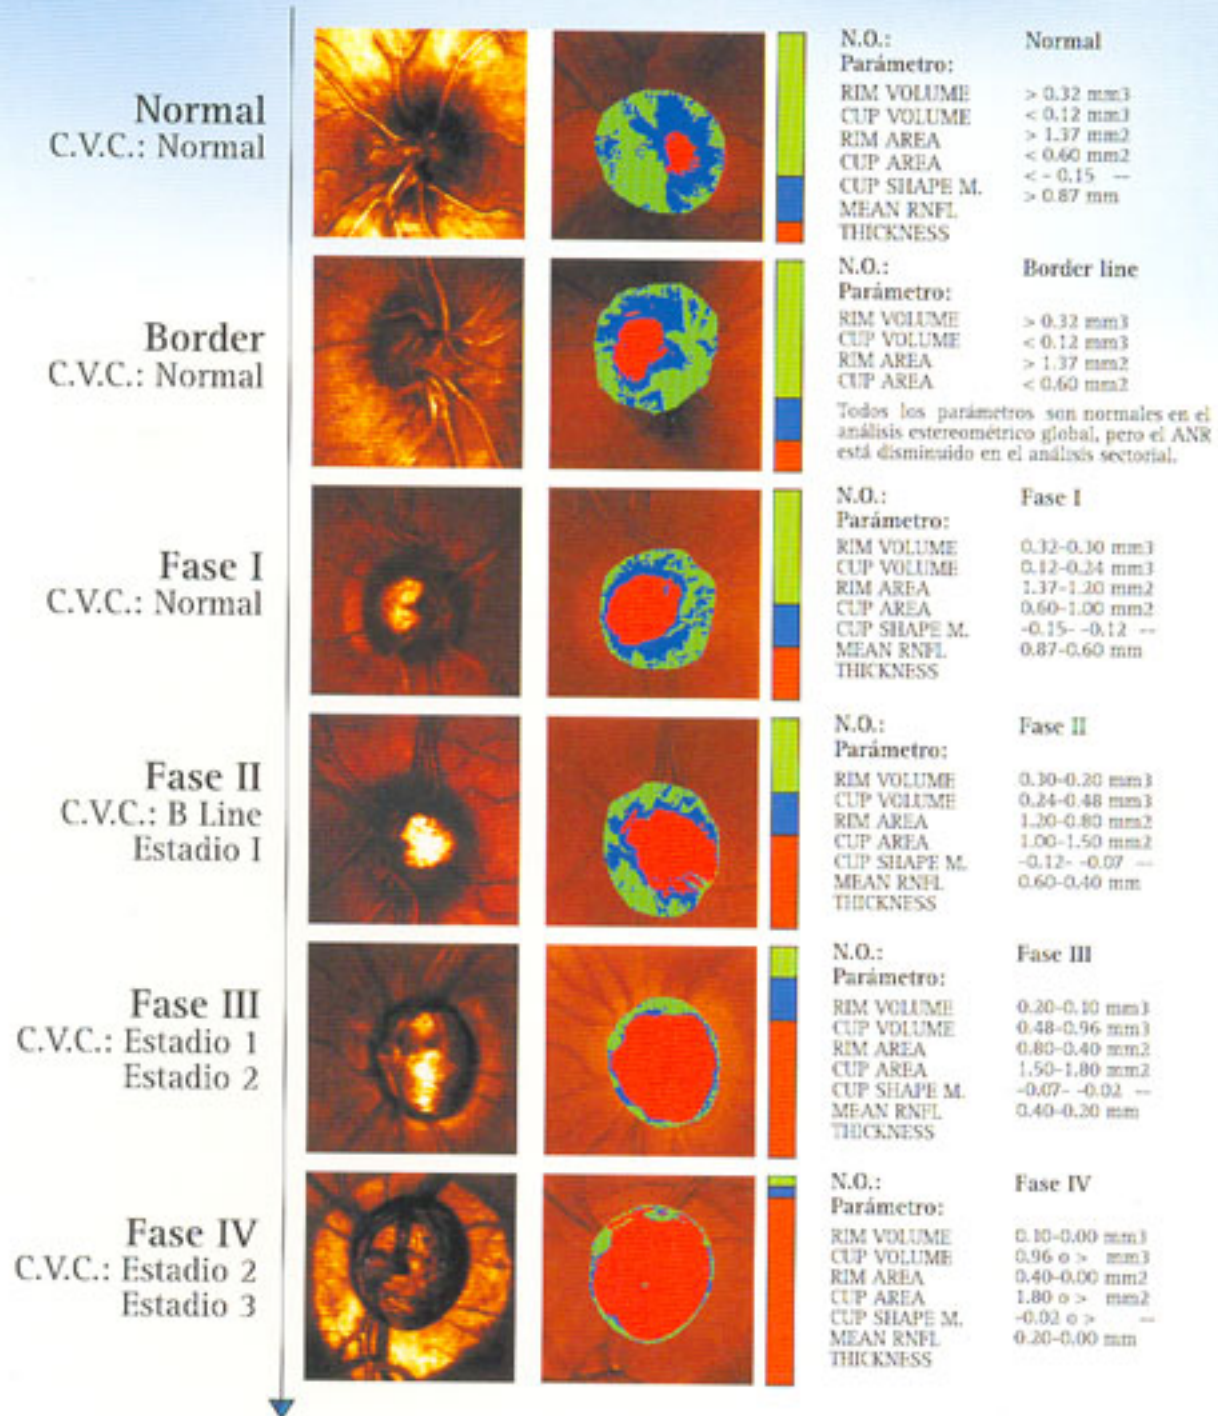 Normal
C.V.C.: Normal
N.O.: Normal
Parámetro:
RIM VOLUME > 0.32 mm3
CUP VOLUME < 0.12 mm3
RIM AREA > 1.37 mm2
CUP AREA < 0.60 mm2
CUP SHAPE M. < - 0.15 --
MEAN RNFL > 0.87 mm
THICKNESS
Border
C.V.C.: Normal
N.O.: Border line
Parámetro:
RIM VOLUME > 0.32 mm3
CUP VOLUME < 0.12 mm3
RIM AREA > 1.37 mm2
CUP AREA < 0.60 mm2
Todos los parámetros son normales en el
análisis estereométrico global, pero el ANR
está disminuido en el análisis sectorial.
Fase I
C.V.C.: Normal
N.O.: Fase I
Parámetro:
RIM VOLUME 0.32-0.30 mm3
CUP VOLUME 0.12-0.24 mm3
RIM AREA 1.37-1.20 mm2
CUP AREA 0.60-1.00 mm2
CUP SHAPE M. -0.15- -0.12 --
MEAN RNFL 0.87-0.60 mm
THICKNESS
Fase II
C.V.C.: B Line
Estadio I
N.O.: Fase II
Parámetro:
RIM VOLUME 0.30-0.20 mm3
CUP VOLUME 0.24-0.48 mm3
RIM AREA 1.20-0.80 mm2
CUP AREA 1.00-1.50 mm2
CUP SHAPE M. -0.12- -0.07 --
MEAN RNFL 0.60-0.40 mm
THICKNESS
Fase III
C.V.C.: Estadio 1
Estadio 2
N.O.: Fase III
Parámetro:
RIM VOLUME 0.20-0.10 mm3
CUP VOLUME 0.48-0.96 mm3
RIM AREA 0.80-0.40 mm2
CUP AREA 1.50-1.80 mm2
CUP SHAPE M. -0.07- -0.02 --
MEAN RNFL 0.40-0.20 mm
THICKNESS
Fase IV
C.V.C.: Estadio 2
Estadio 3
N.O.: Fase IV
Parámetro:
RIM VOLUME 0.10-0.00 mm3
CUP VOLUME 0.96 o > mm3
RIM AREA 0.40-0.00 mm2
CUP AREA 1.80 o > mm2
CUP SHAPE M. -0.02 o > --
MEAN RNFL 0.20-0.00 mm
THICKNESS